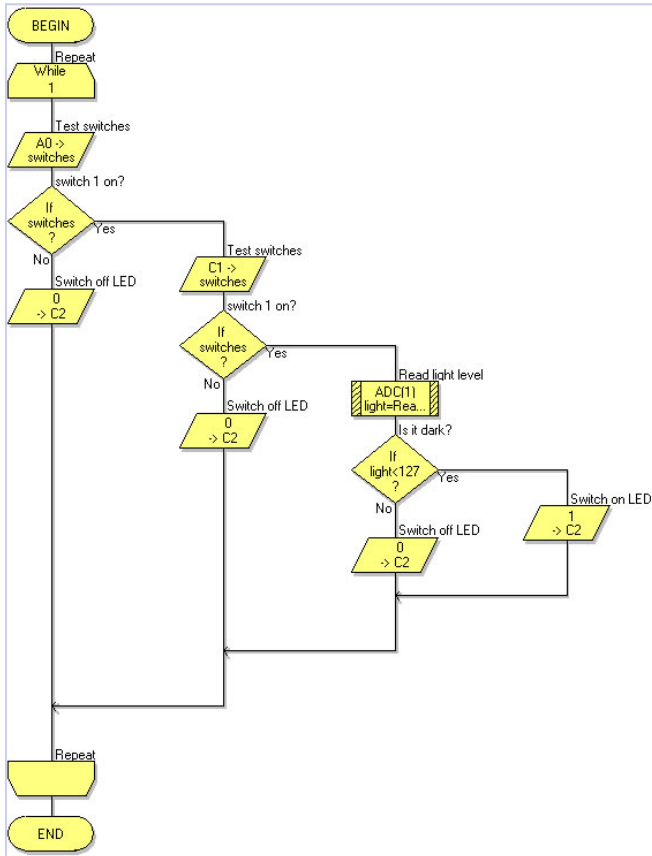 BEGIN
Repeat
While
1
Test switches
A0 ->
switches
switch 1 on?
If
switches
?
Yes
No
Switch off LED
0
-> C2
Test switches
C1 ->
switches
switch 1 on?
If
switches
?
Yes
No
Switch off LED
0
-> C2
Read light level
ADC(1)
light=Rea...
Is it dark?
If
light<127
?
Yes
No
Switch off LED
0
-> C2
Switch on LED
1
-> C2
Repeat
END